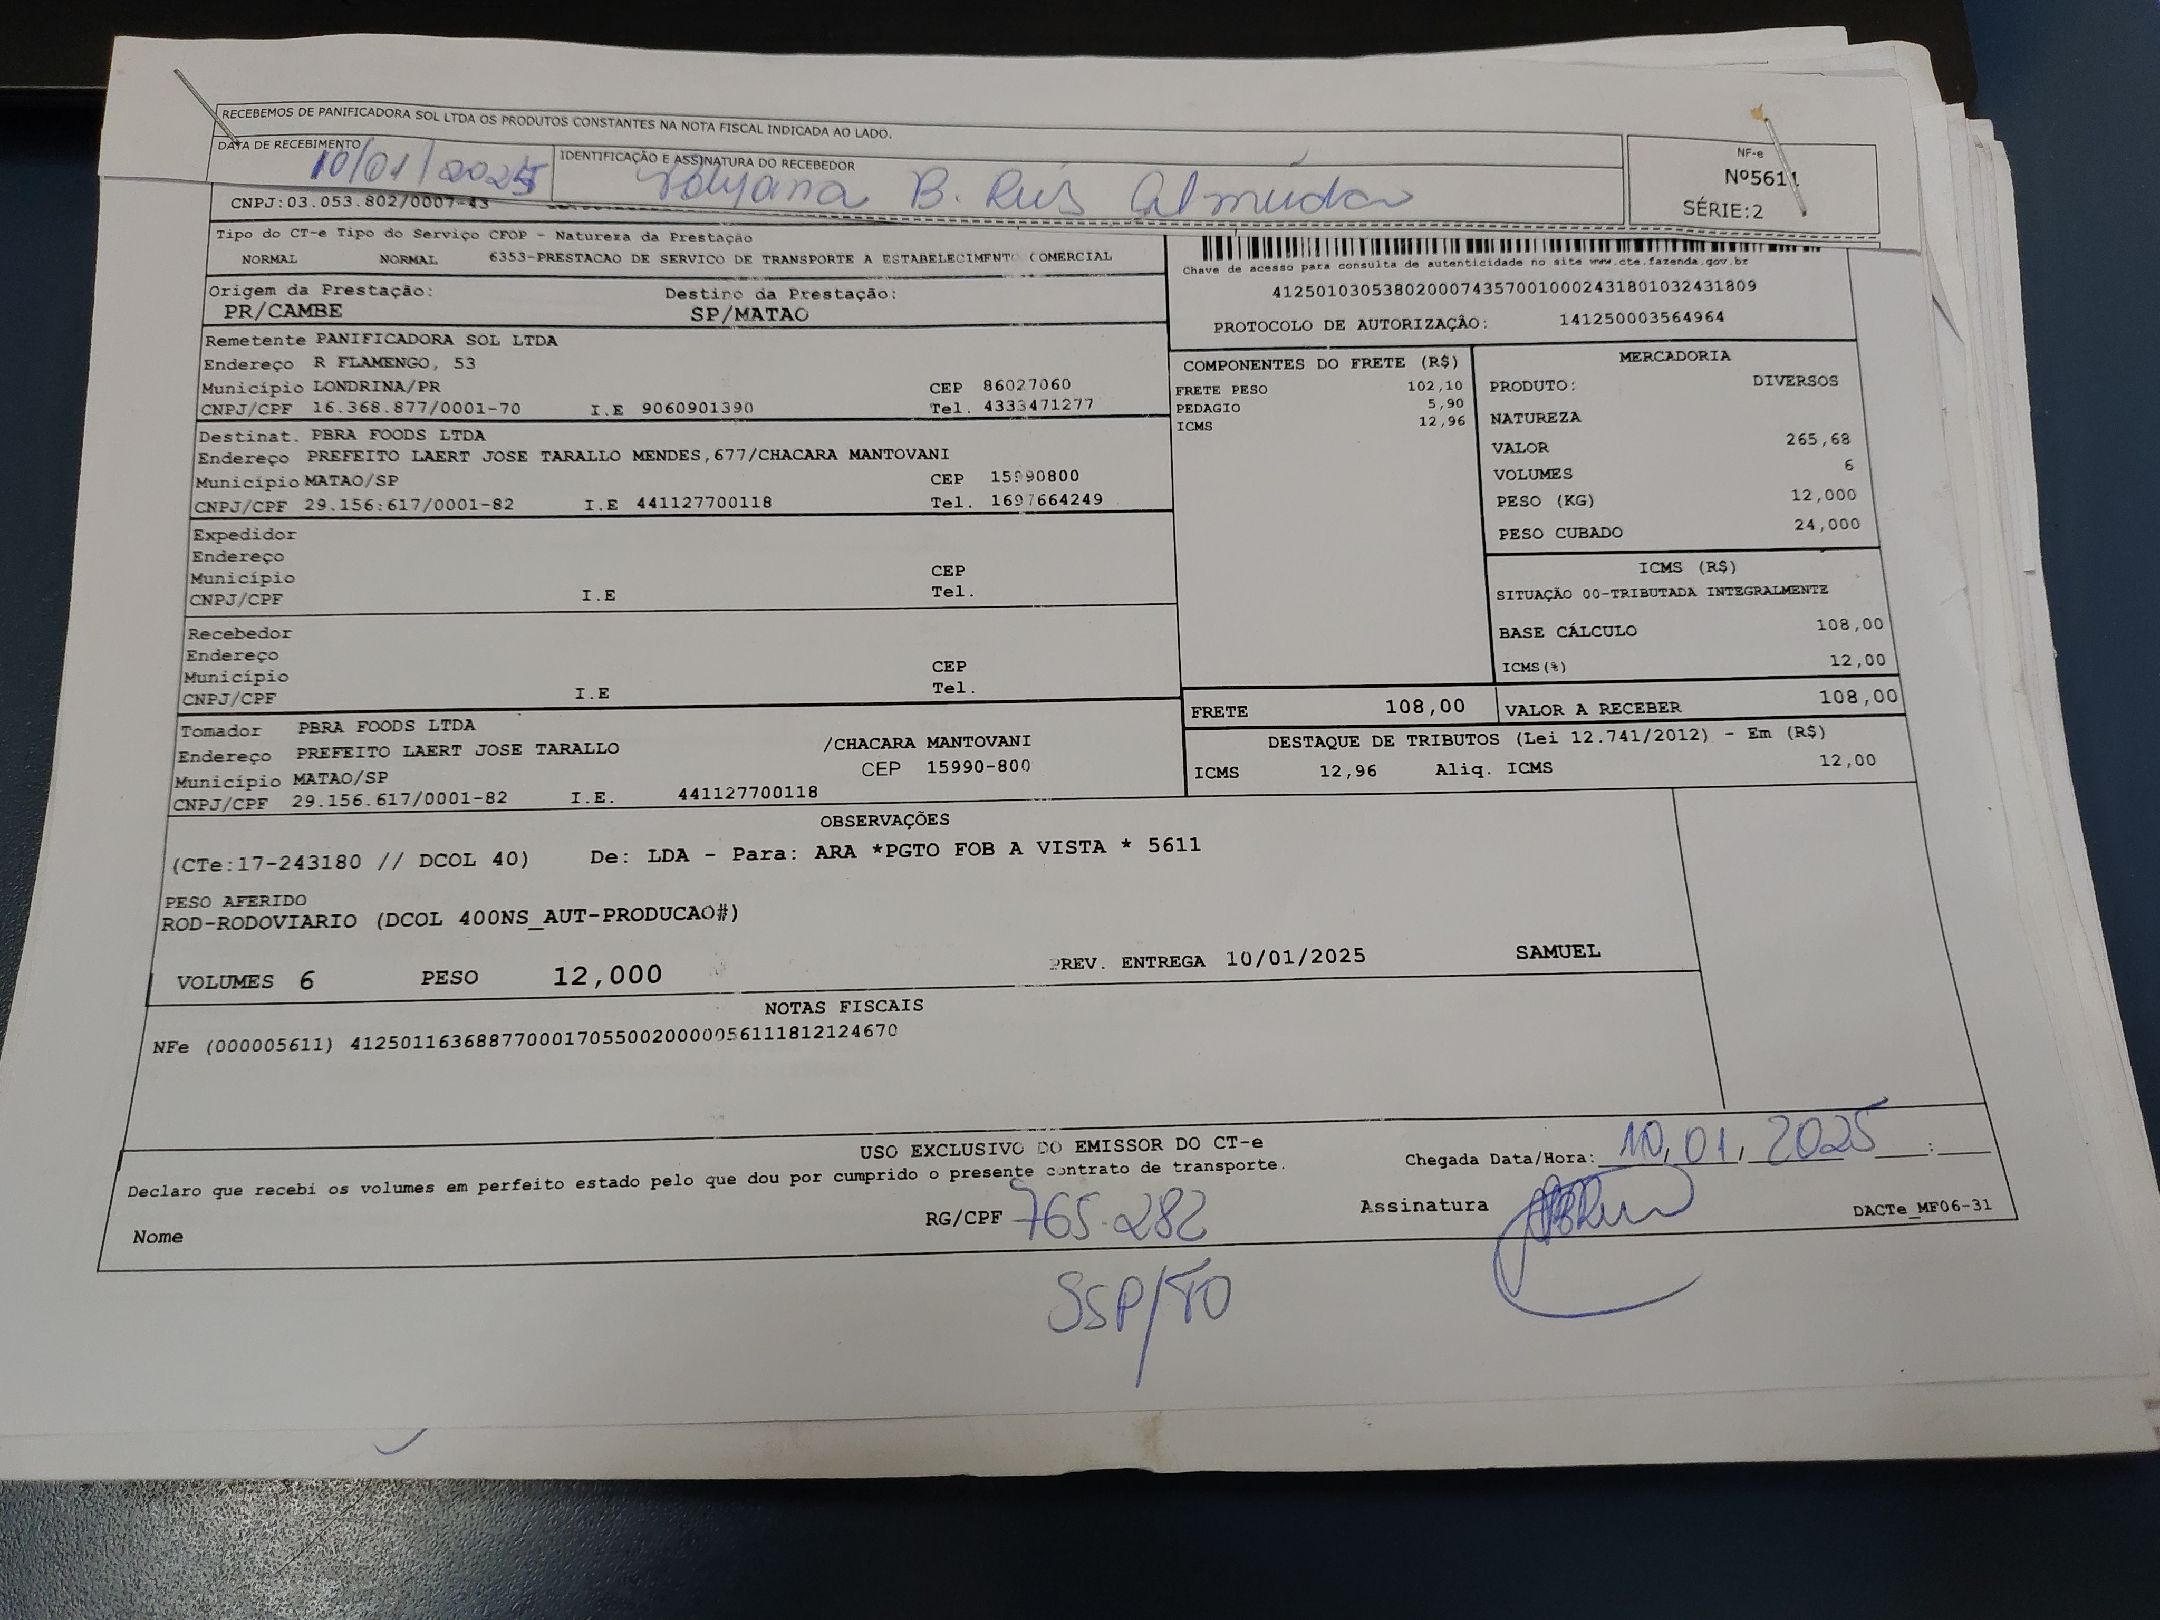 RECEBEMOS DE PANIFICADORA SOL LTDA OS PRODUTOS CONSTANTES NA NOTA FISCAL INDICADA AO LADO.
DATA DE RECEBIMENTO
10/01/2025
IDENTIFICAÇÃO E ASSINATURA DO RECEBEDOR
B. Reis Almeida
NF-e
Nº5611
SÉRIE:2
CNPJ:03.053.802/0007-43
Tipo do CT-e Tipo do Serviço CFOP - Natureza da Prestação
NORMAL NORMAL 6353-PRESTACAO DE SERVICO DE TRANSPORTE A ESTABELECIMENTO COMERCIAL
Origem da Prestação: Destino da Prestação:
PR/CAMBE SP/MATAO
Chave de acesso para consulta de autenticidade no site www.cte.fazenda.gov.br
41250103053802000743570010002431801032431809
PROTOCOLO DE AUTORIZAÇÂO: 141250003564964
Remetente PANIFICADORA SOL LTDA
Endereço R FLAMENGO, 53
Município LONDRINA/PR CEP 86027060
CNPJ/CPF 16.368.877/0001-70 I.E 9060901390 Tel. 4333471277
Destinat. PBRA FOODS LTDA
Endereço PREFEITO LAERT JOSE TARALLO MENDES,677/CHACARA MANTOVANI
Município MATAO/SP CEP 15990800
CNPJ/CPF 29.156.617/0001-82 I.E 441127700118 Tel. 1697664249
Expedidor
Endereço
Município CEP
CNPJ/CPF I.E Tel.
Recebedor
Endereço
Município CEP
CNPJ/CPF I.E Tel.
Tomador PBRA FOODS LTDA
Endereço PREFEITO LAERT JOSE TARALLO /CHACARA MANTOVANI
Município MATAO/SP CEP 15990-800
CNPJ/CPF 29.156.617/0001-82 I.E. 441127700118
COMPONENTES DO FRETE (R$)
FRETE PESO 102,10
PEDAGIO 5,90
ICMS 12,96
MERCADORIA
PRODUTO: DIVERSOS
NATUREZA
VALOR 265,68
VOLUMES 6
PESO (KG) 12,000
PESO CUBADO 24,000
ICMS (R$)
SITUAÇÃO 00-TRIBUTADA INTEGRALMENTE
BASE CÁLCULO 108,00
ICMS(%) 12,00
FRETE 108,00 VALOR A RECEBER 108,00
DESTAQUE DE TRIBUTOS (Lei 12.741/2012) - Em (R$)
ICMS 12,96 Aliq. ICMS 12,00
OBSERVAÇÕES
(CTe:17-243180 // DCOL 40) De: LDA - Para: ARA *PGTO FOB A VISTA * 5611
PESO AFERIDO
ROD-RODOVIARIO (DCOL 400NS_AUT-PRODUCAO#)
VOLUMES 6 PESO 12,000 PREV. ENTREGA 10/01/2025 SAMUEL
NOTAS FISCAIS
NFe (000005611) 41250116368877000170550020000056111812124670
USO EXCLUSIVO DO EMISSOR DO CT-e
Declaro que recebi os volumes em perfeito estado pelo que dou por cumprido o presente contrato de transporte.
Chegada Data/Hora: 10,01,2025 :
Nome RG/CPF 765.282 Assinatura DACTe_MF06-31
SSP/TO